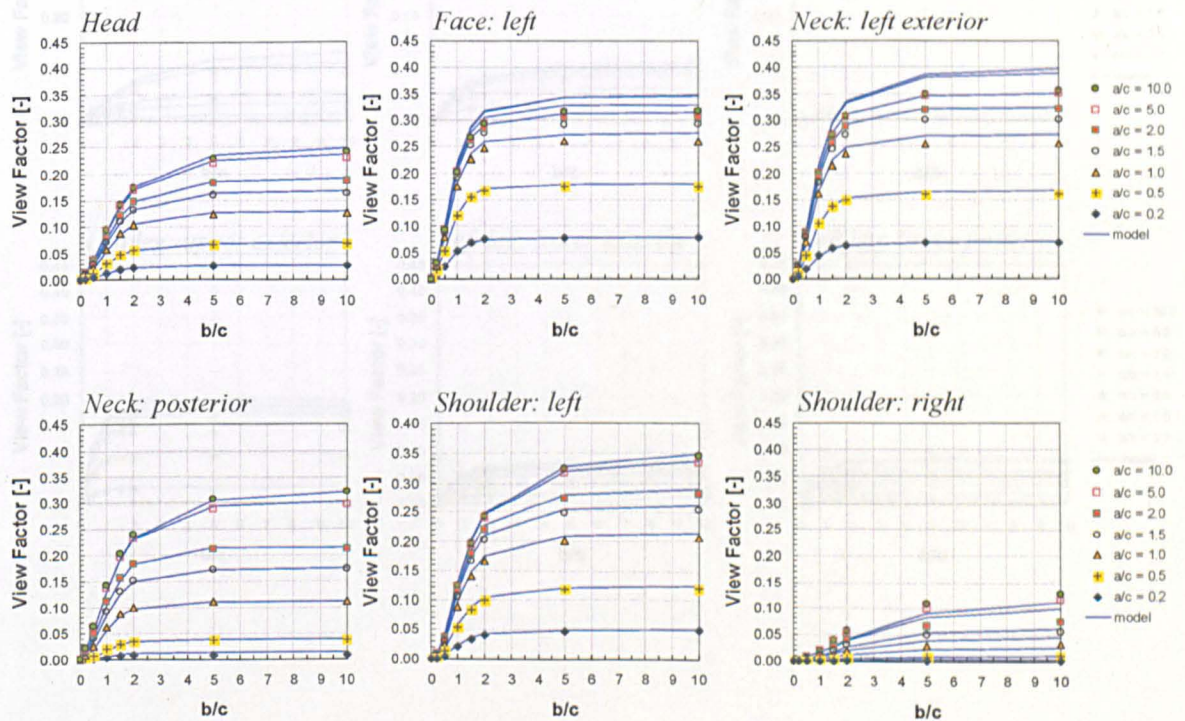 Head
Face: left
Neck: left exterior
View Factor [-]
0.45
0.40
0.35
0.30
0.25
0.20
0.15
0.10
0.05
0.00
0 1 2 3 4 5 6 7 8 9 10
b/c
View Factor [-]
0.45
0.40
0.35
0.30
0.25
0.20
0.15
0.10
0.05
0.00
0 1 2 3 4 5 6 7 8 9 10
b/c
View Factor [-]
0.45
0.40
0.35
0.30
0.25
0.20
0.15
0.10
0.05
0.00
0 1 2 3 4 5 6 7 8 9 10
b/c
a/c = 10.0
a/c = 5.0
a/c = 2.0
a/c = 1.5
a/c = 1.0
a/c = 0.5
a/c = 0.2
model
Neck: posterior
Shoulder: left
Shoulder: right
View Factor [-]
0.45
0.40
0.35
0.30
0.25
0.20
0.15
0.10
0.05
0.00
0 1 2 3 4 5 6 7 8 9 10
b/c
View Factor [-]
0.40
0.35
0.30
0.25
0.20
0.15
0.10
0.05
0.00
0 1 2 3 4 5 6 7 8 9 10
b/c
View Factor [-]
0.45
0.40
0.35
0.30
0.25
0.20
0.15
0.10
0.05
0.00
0 1 2 3 4 5 6 7 8 9 10
b/c
a/c = 10.0
a/c = 5.0
a/c = 2.0
a/c = 1.5
a/c = 1.0
a/c = 0.5
a/c = 0.2
model